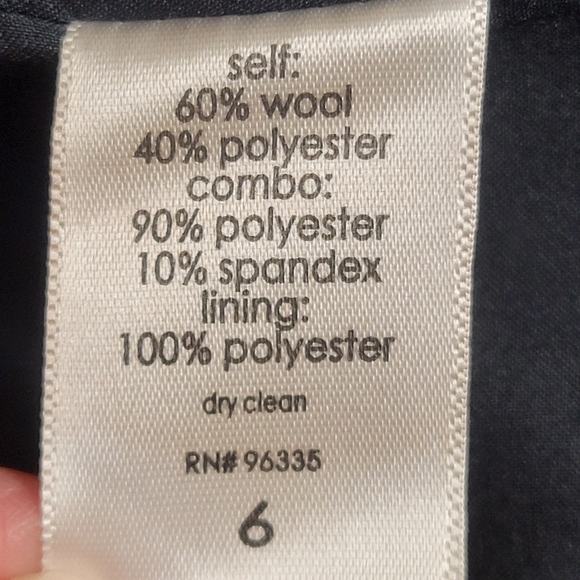 self:
60% wool
40% polyester
combo:
90% polyester
10% spandex
lining:
100% polyester
dry clean
RN# 96335
6